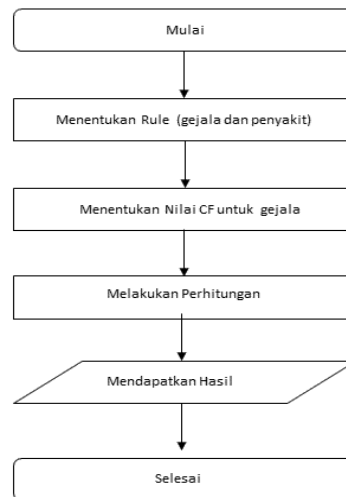 Mulai
Menentukan Rule (gejala dan penyakit)
Menentukan Nilai CF untuk gejala
Melakukan Perhitungan
Mendapatkan Hasil
Selesai